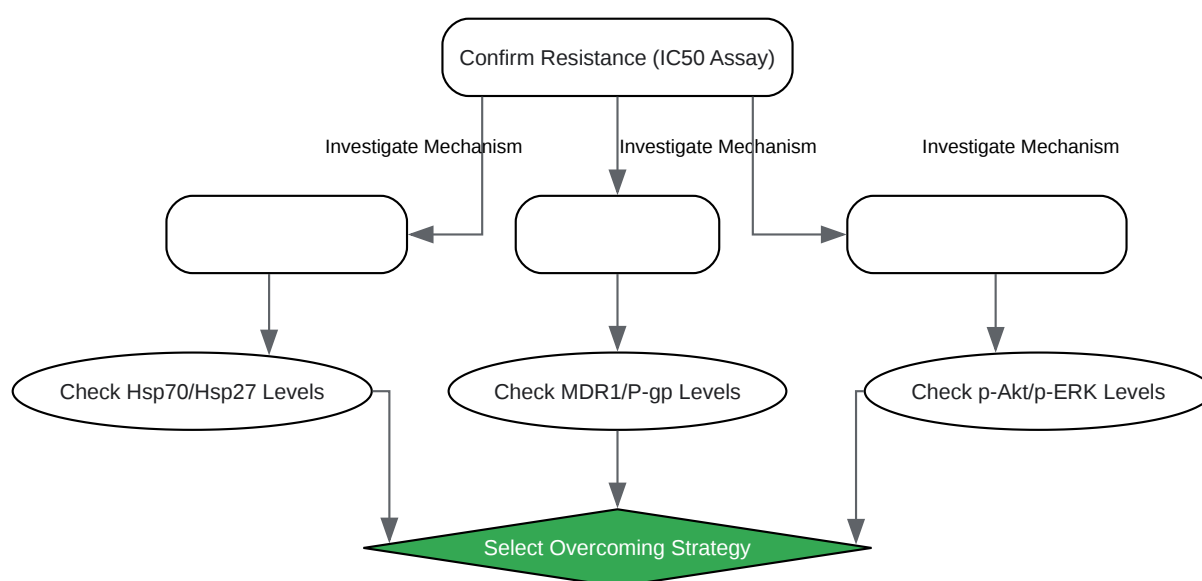 Confirm Resistance (IC50 Assay)
Investigate Mechanism
Investigate Mechanism
Investigate Mechanism
Check Hsp70/Hsp27 Levels
Check MDR1/P-gp Levels
Check p-Akt/p-ERK Levels
Select Overcoming Strategy